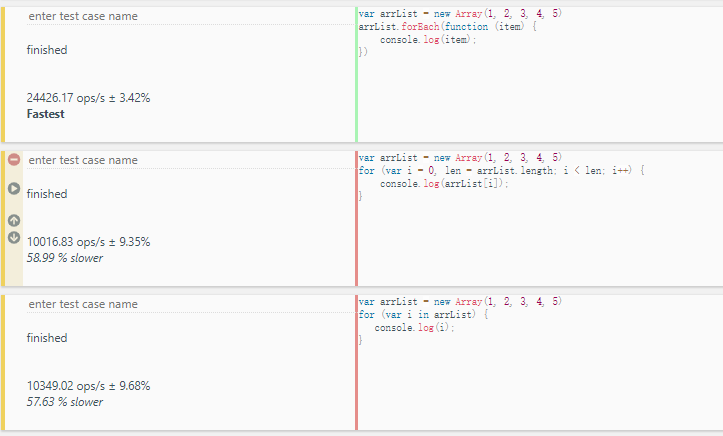 enter test case name
finished
24426.17 ops/s ± 3.42%
Fastest
var arrList = new Array(1, 2, 3, 4, 5)
arrList.forEach(function (item) {
    console.log(item);
})
enter test case name
finished
10016.83 ops/s ± 9.35%
58.99 % slower
var arrList = new Array(1, 2, 3, 4, 5)
for (var i = 0, len = arrList.length; i < len; i++) {
    console.log(arrList[i]);
}
enter test case name
finished
10349.02 ops/s ± 9.68%
57.63 % slower
var arrList = new Array(1, 2, 3, 4, 5)
for (var i in arrList) {
   console.log(i);
}